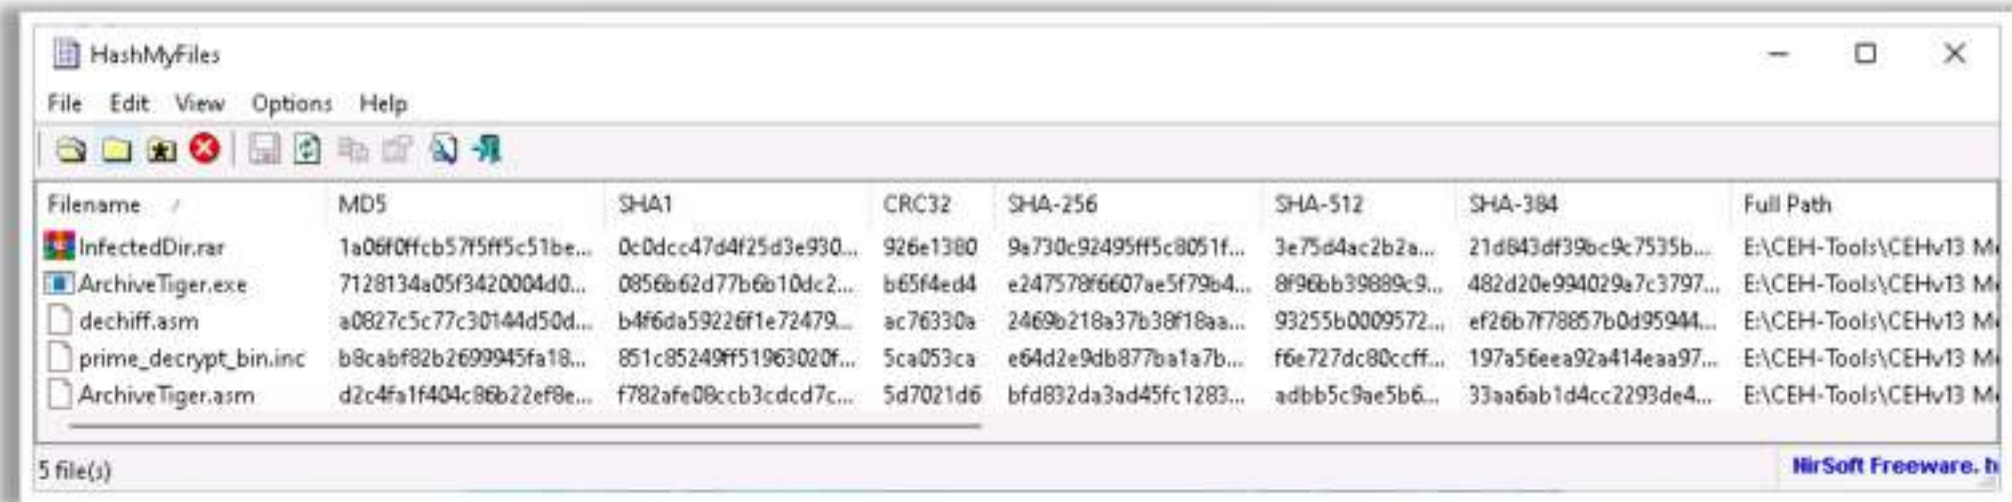 HashMyFiles
File Edit View Options Help
Filename / MD5 SHA1 CRC32 SHA-256 SHA-512 SHA-384 Full Path
InfectedDir.rar 1a06f0ffcb57f5ff5c51be... 0c0dcc47d4f25d3e930... 926e1380 9a730c92495ff5c8051f... 3e75d4ac2b2a... 21d843df39bc9c7535b... E:\CEH-Tools\CEHv13 M
ArchiveTiger.exe 7128134a05f3420004d0... 0856b62d77b6b10dc2... b65f4ed4 e247578f6607ae5f79b4... 8f96bb39889c9... 482d20e994029a7c3797... E:\CEH-Tools\CEHv13 M
dechiff.asm a0827c5c77c30144d50d... b4f6da59226f1e72479... ac76330a 2469b218a37b38f18aa... 93255b0009572... ef26b7f78857b0d95944... E:\CEH-Tools\CEHv13 M
prime_decrypt_bin.inc b8cabf82b2699945fa18... 851c85249ff51963020f... 5ca053ca e64d2e9db877ba1a7b... f6e727dc80ccff... 197a56eea92a414eaa97... E:\CEH-Tools\CEHv13 M
ArchiveTiger.asm d2c4fa1f404c86b22ef8e... f782afe08ccb3cdcd7c... 5d7021d6 bfd832da3ad45fc1283... adbb5c9ae5b6... 33aa6ab1d4cc2293de4... E:\CEH-Tools\CEHv13 M
5 file(s) NirSoft Freeware. h